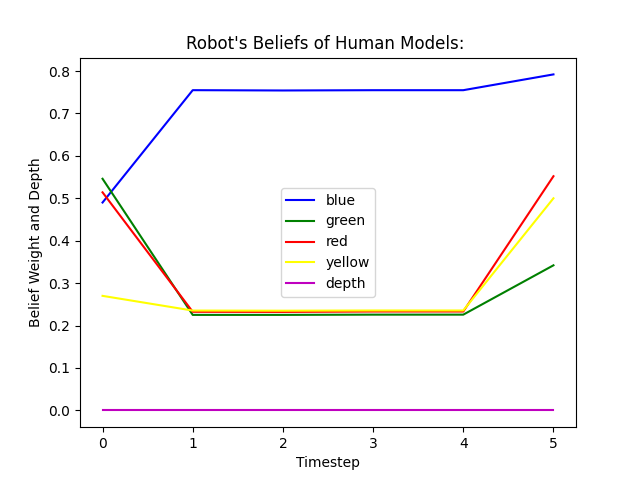 Robot's Beliefs of Human Models:
Belief Weight and Depth
0.8
0.7
0.6
0.5
0.4
0.3
0.2
0.1
0.0
blue
green
red
yellow
depth
0 1 2 3 4 5
Timestep